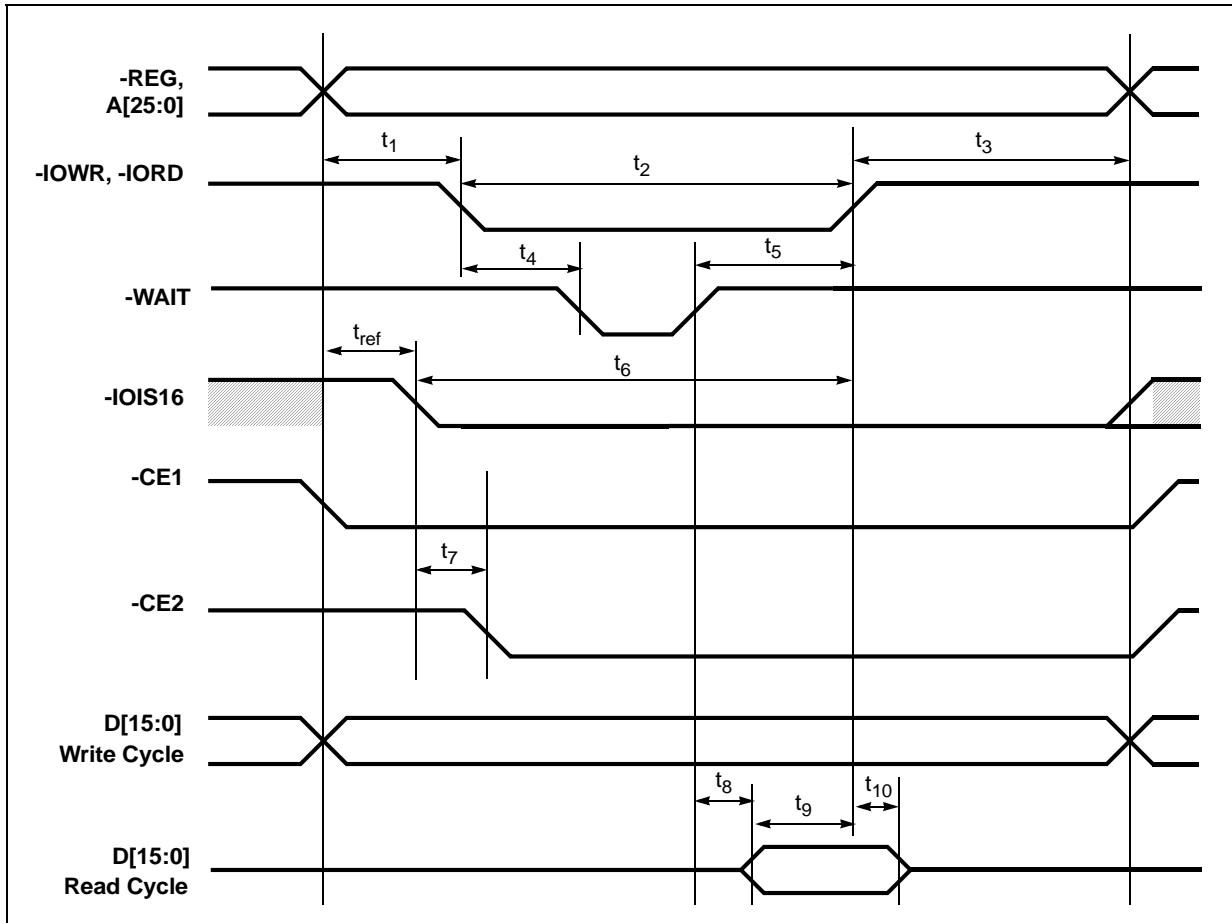 -REG,
A[25:0]
t1
t2
t3
-IOWR, -IORD
t4
t5
-WAIT
tref
t6
-IOIS16
-CE1
t7
-CE2
D[15:0]
Write Cycle
t8
t9
t10
D[15:0]
Read Cycle